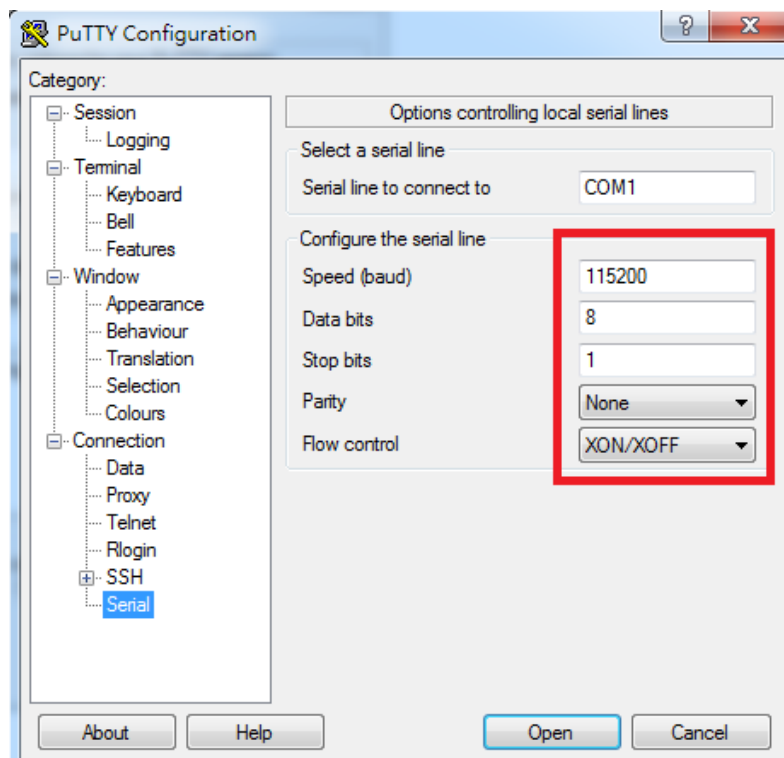 PuTTY Configuration
Category:
Session
Logging
Terminal
Keyboard
Bell
Features
Window
Appearance
Behaviour
Translation
Selection
Colours
Connection
Data
Proxy
Telnet
Rlogin
SSH
Serial
Options controlling local serial lines
Select a serial line
Serial line to connect to COM1
Configure the serial line
Speed (baud) 115200
Data bits 8
Stop bits 1
Parity None
Flow control XON/XOFF
About Help Open Cancel